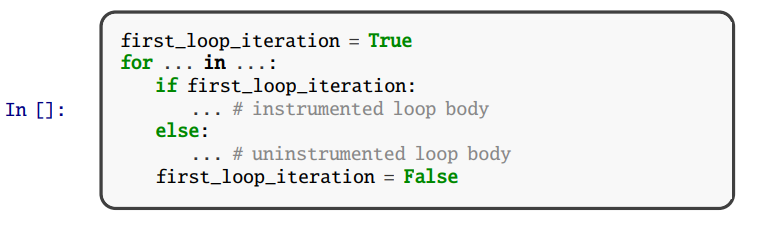 first_loop_iteration = True
for ... in ...:
if first_loop_iteration:
... # instrumented loop body
In []:
else:
... # uninstrumented loop body
first_loop_iteration = False